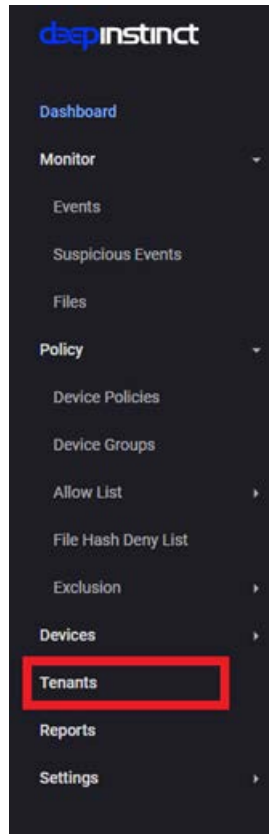 deepinstinct
Dashboard
Monitor
Events
Suspicious Events
Files
Policy
Device Policies
Device Groups
Allow List
File Hash Deny List
Exclusion
Devices
Tenants
Reports
Settings